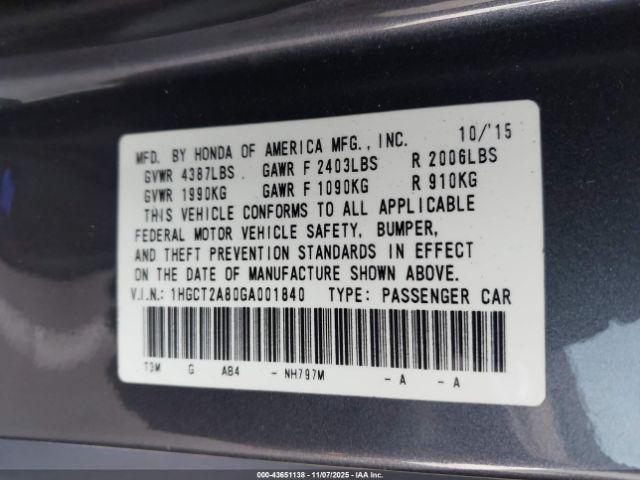 MFD. BY HONDA OF AMERICA MFG., INC. 10/'15
GVWR 4387LBS GAWR F 2403LBS R 2006LBS
GVWR 1990KG GAWR F 1090KG R 910KG
THIS VEHICLE CONFORMS TO ALL APPLICABLE
FEDERAL MOTOR VEHICLE SAFETY, BUMPER,
AND THEFT PREVENTION STANDARDS IN EFFECT
ON THE DATE OF MANUFACTURE SHOWN ABOVE.
V.I.N.: 1HGCT2A80GA001840 TYPE: PASSENGER CAR
T3M G AB4 - NH797M - A - A
000-43651138 - 11/07/2025 - IAA, Inc.